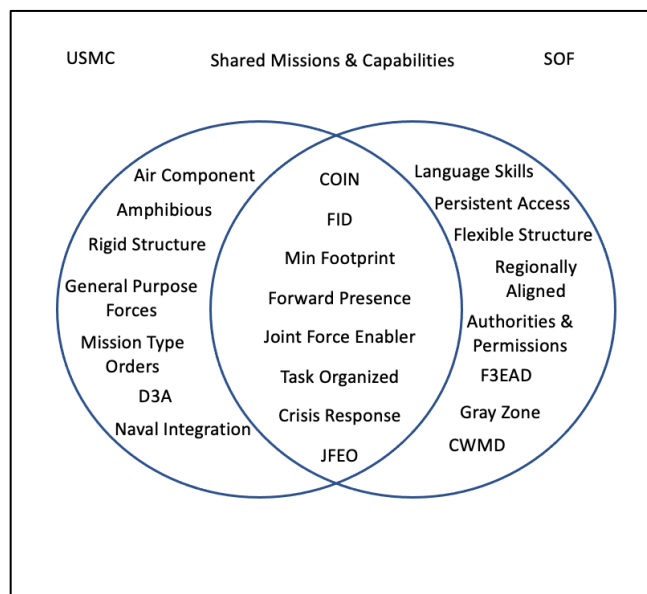 USMC
Shared Missions & Capabilities
SOF
Air Component
Amphibious
Rigid Structure
General Purpose
Forces
Mission Type
Orders
D3A
Naval Integration
COIN
FID
Min Footprint
Forward Presence
Joint Force Enabler
Task Organized
Crisis Response
JFEO
Language Skills
Persistent Access
Flexible Structure
Regionally
Aligned
Authorities &
Permissions
F3EAD
Gray Zone
CWMD